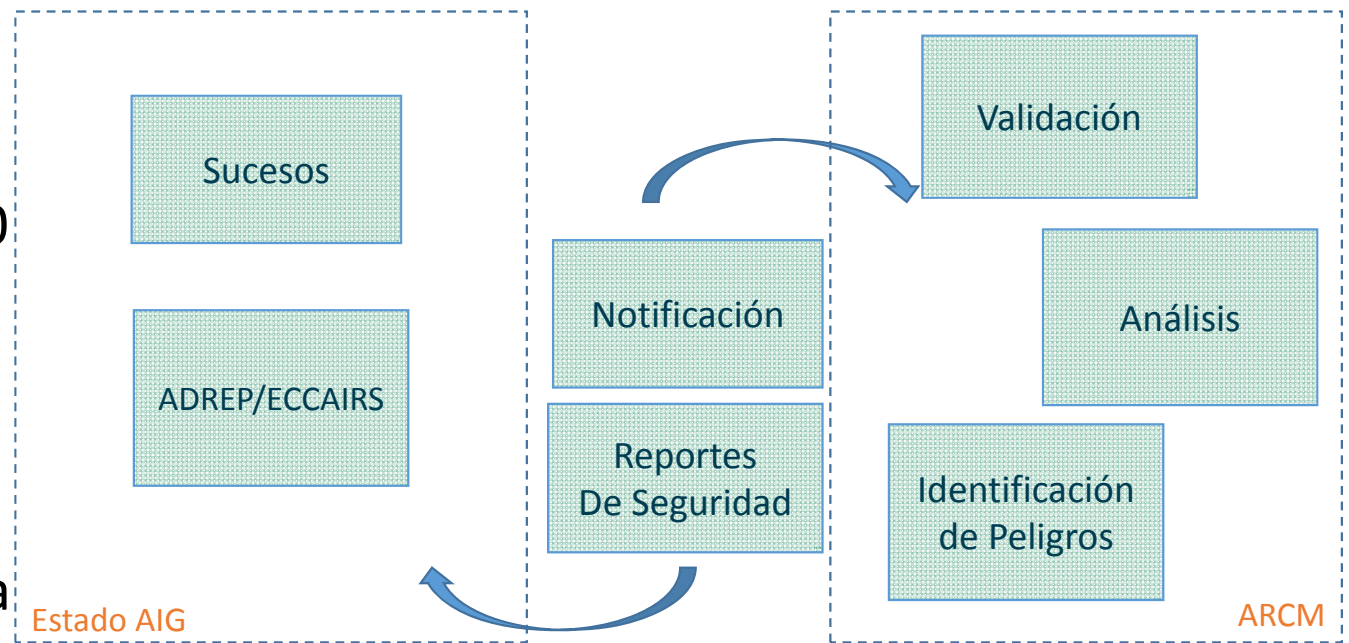 Sucesos
ADREP/ECCAIRS
Estado AIG
Notificación
Reportes
De Seguridad
Validación
Análisis
Identificación
de Peligros
ARCM